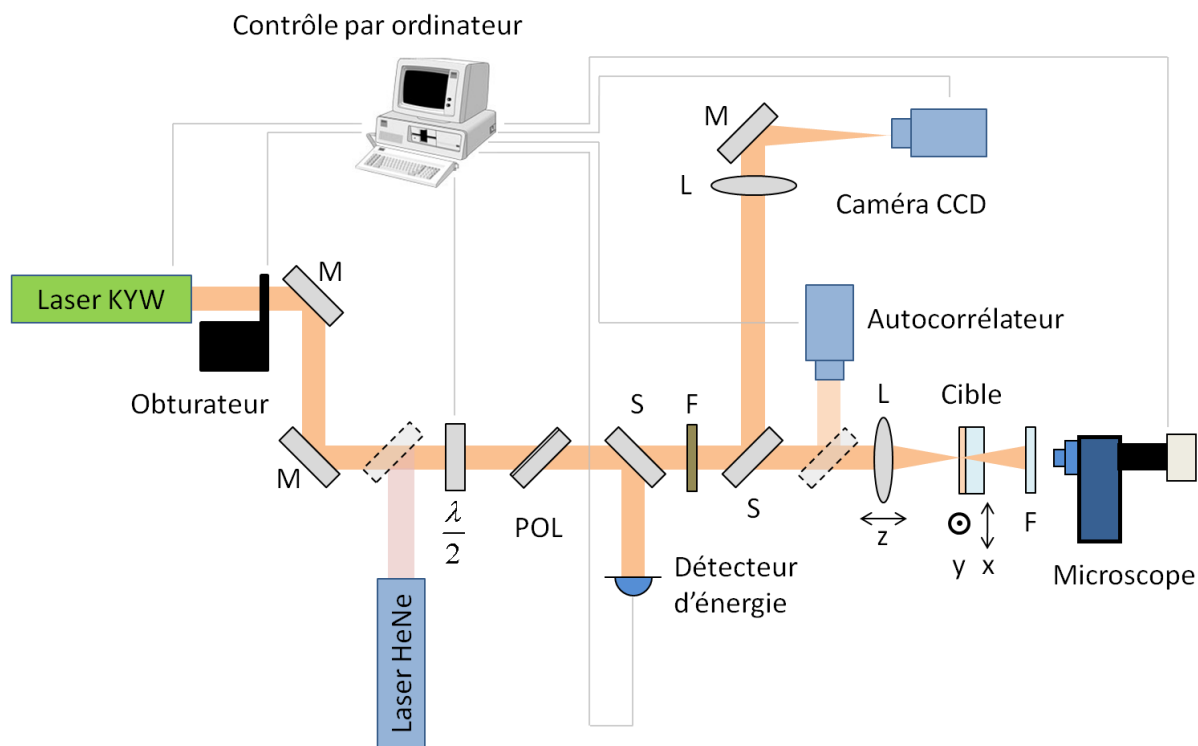 Contrôle par ordinateur
M
L
Caméra CCD
Laser KYW
M
Obturateur
Autocorrélateur
S
F
L
Cible
M
λ
2
POL
S
z
y
x
F
Détecteur
d'énergie
Microscope
Laser HeNe